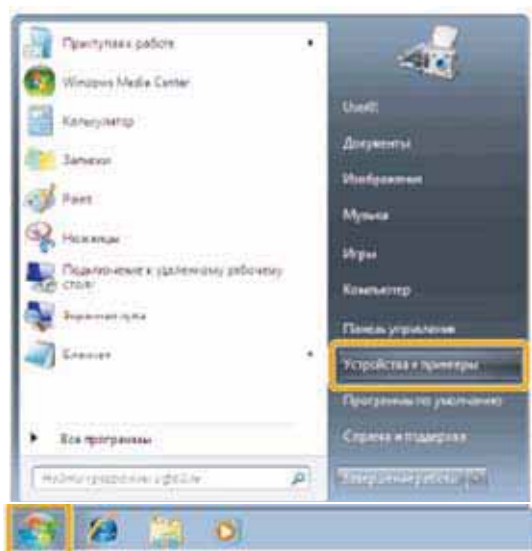 Приступая к работе
Windows Media Center
Калькулятор
Записки
Paint
Ножницы
Подключение к удаленному рабочему
столу
Экранная лупа
Блокнот
Все программы
Найти программы и файлы
User01
Документы
Изображения
Музыка
Игры
Компьютер
Панель управления
Устройства и принтеры
Программы по умолчанию
Справка и поддержка
Завершение работы